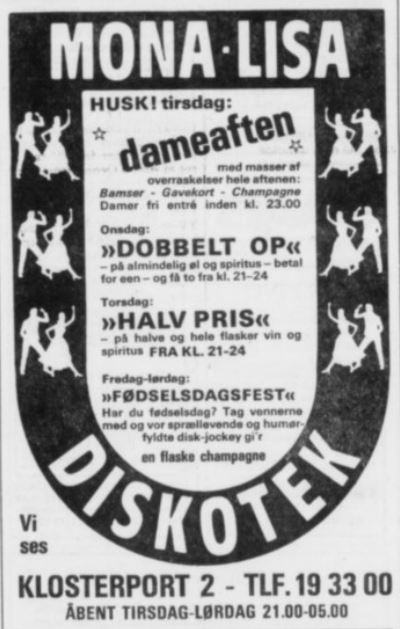 MONA·LISA
HUSK! tirsdag:
dameaften
med masser af
overraskelser hele aftenen:
Bamser - Gavekort - Champagne
Damer fri entré inden kl. 23.00
Onsdag:
»DOBBELT OP«
– på almindelig øl og spiritus – betal
for een – og få to fra kl. 21–24
Torsdag:
»HALV PRIS«
– på halve og hele flasker vin og
spiritus FRA KL. 21-24
Fredag-lørdag:
»FØDSELSDAGSFEST«
Har du fødselsdag? Tag vennerne
med og vor sprællevende og humør-
fyldte disk-jockey gi'r
en flaske champagne
DISKOTEK
Vi
ses
KLOSTERPORT 2 - TLF. 19 33 00
ÅBENT TIRSDAG-LØRDAG 21.00-05.00